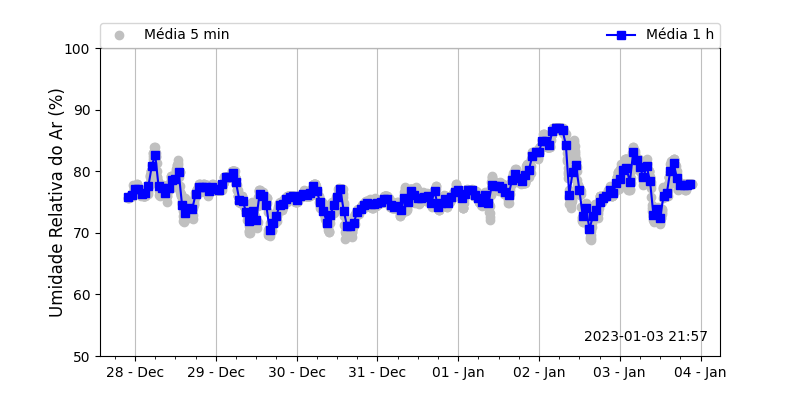 Média 5 min Média 1 h
Umidade Relativa do Ar (%)
100
90
80
70
60
50
2023-01-03 21:57
28 - Dec 29 - Dec 30 - Dec 31 - Dec 01 - Jan 02 - Jan 03 - Jan 04 - Jan